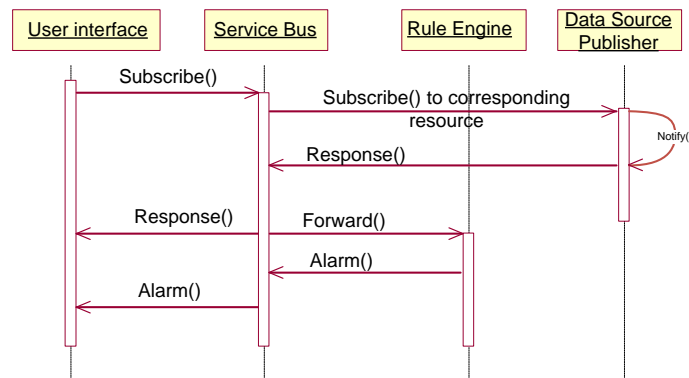 User interface
Service Bus
Rule Engine
Data Source
Publisher
Subscribe()
Subscribe() to corresponding
resource
Notify(
Response()
Response()
Forward()
Alarm()
Alarm()